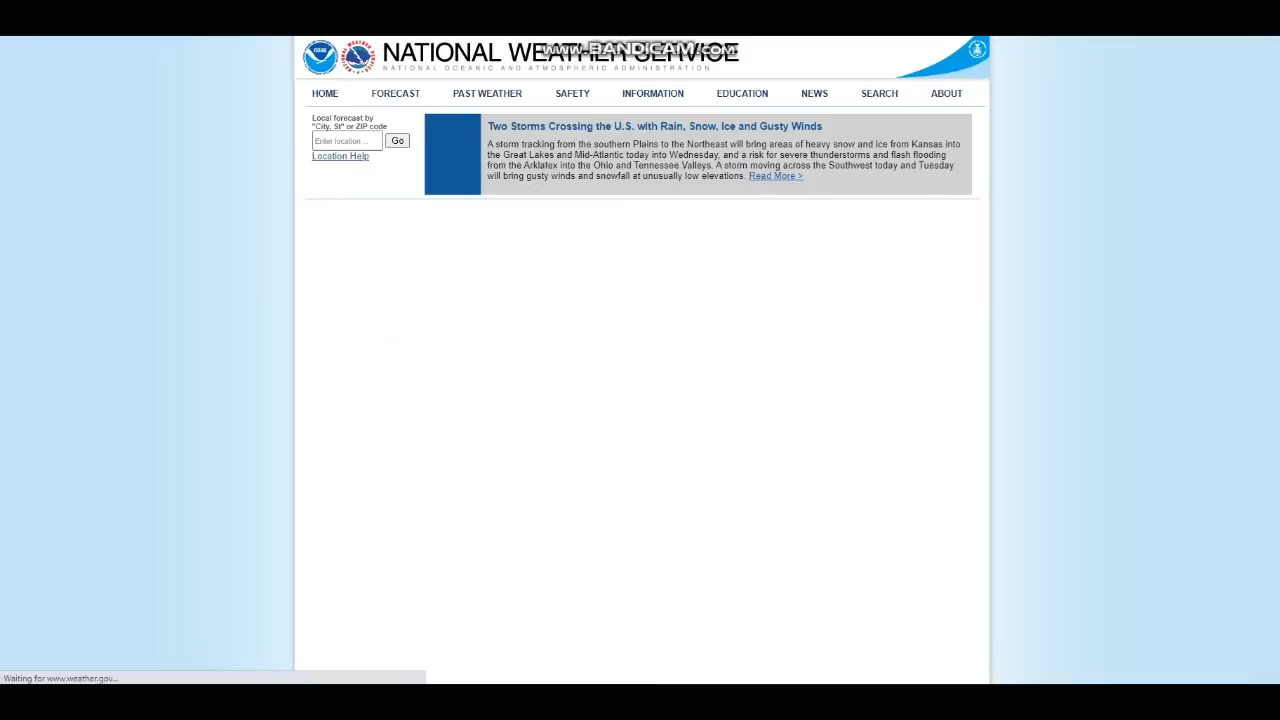 NATIONAL WEATHER SERVICE
www.BANDICAM.com
NATIONAL OCEANIC AND ATMOSPHERIC ADMINISTRATION
HOME FORECAST PAST WEATHER SAFETY INFORMATION EDUCATION NEWS SEARCH ABOUT
Local forecast by
"City, St" or ZIP code
Enter location ... Go
Location Help
Two Storms Crossing the U.S. with Rain, Snow, Ice and Gusty Winds
A storm tracking from the southern Plains to the Northeast will bring areas of heavy snow and ice from Kansas into
the Great Lakes and Mid-Atlantic today into Wednesday, and a risk for severe thunderstorms and flash flooding
from the Arklatex into the Ohio and Tennessee Valleys. A storm moving across the Southwest today and Tuesday
will bring gusty winds and snowfall at unusually low elevations. Read More >
Waiting for www.weather.gov...